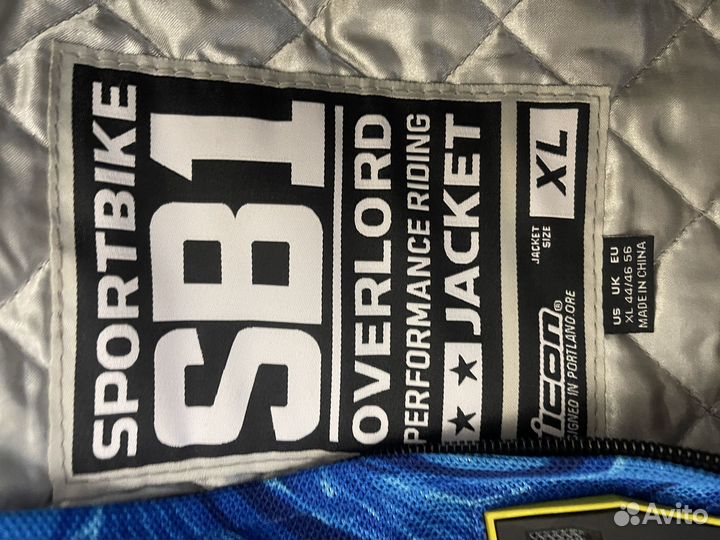 SPORTBIKE
SB1
OVERLORD
PERFORMANCE RIDING
★★ JACKET
JACKET
SIZE
XL
icon®
SIGNED IN PORTLAND.ORE
US UK EU
XL 44/46 56
MADE IN CHINA
Avito